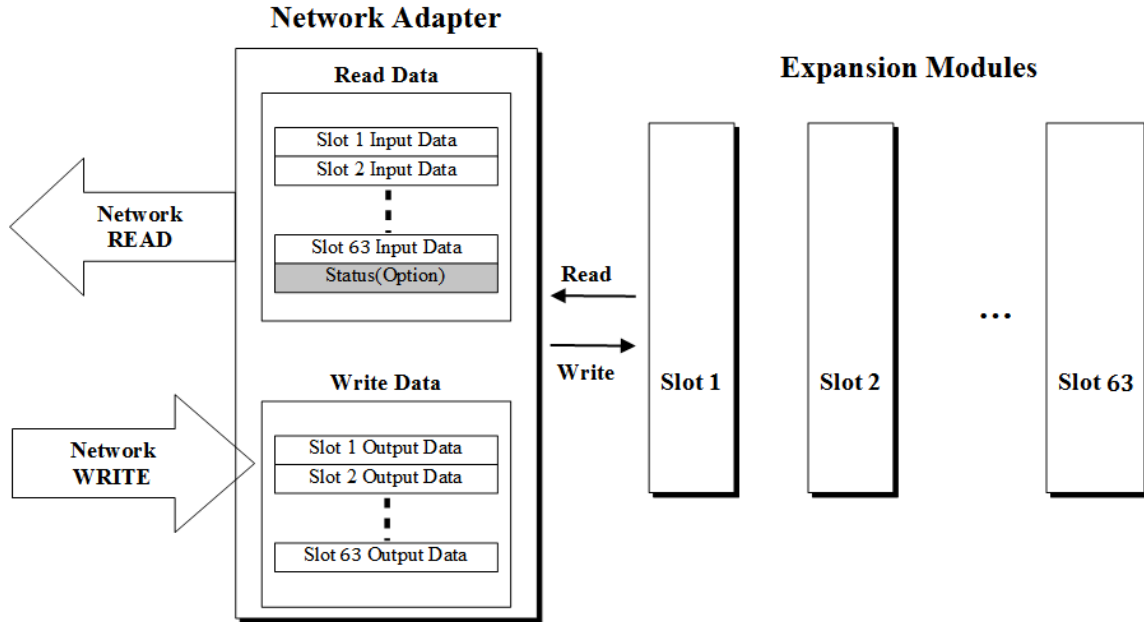 Network Adapter
Read Data
Slot 1 Input Data
Slot 2 Input Data
Slot 63 Input Data
Status(Option)
Network
READ
Write Data
Slot 1 Output Data
Slot 2 Output Data
Slot 63 Output Data
Network
WRITE
Read
Write
Expansion Modules
Slot 1
Slot 2
...
Slot 63